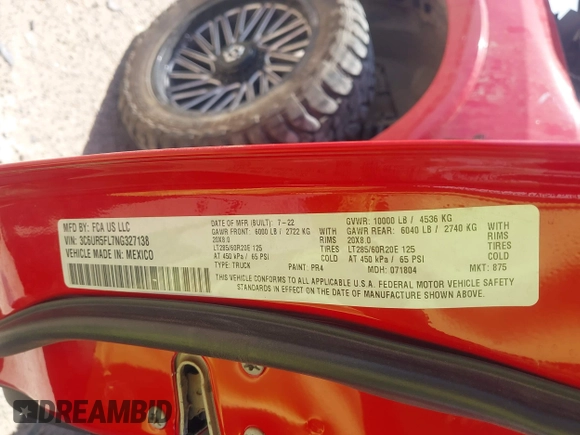 MFD BY: FCA US LLC
VIN: 3C6UR5FL7NG327138
VEHICLE MADE IN: MEXICO
DATE OF MFR (BUILT): 7-22
GAWR FRONT: 6000 LB / 2722 KG WITH
20X8.0 RIMS
LT285/60R20E 125 TIRES
AT 450 kPa / 65 PSI COLD
TYPE: TRUCK PAINT: PR4
GVWR: 10000 LB / 4536 KG
GAWR REAR: 6040 LB / 2740 KG WITH
20X8.0 RIMS
LT285/60R20E 125 TIRES
AT 450 kPa / 65 PSI COLD
MDH: 071804 MKT: 875
THIS VEHICLE CONFORMS TO ALL APPLICABLE U.S.A. FEDERAL MOTOR VEHICLE SAFETY
STANDARDS IN EFFECT ON THE DATE OF MANUFACTURE SHOWN ABOVE.
DREAMBID